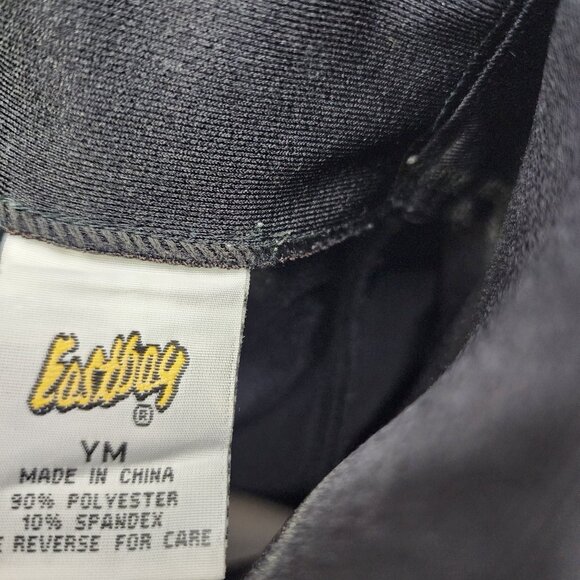 Eastbay
®
YM
MADE IN CHINA
90% POLYESTER
10% SPANDEX
E REVERSE FOR CARE